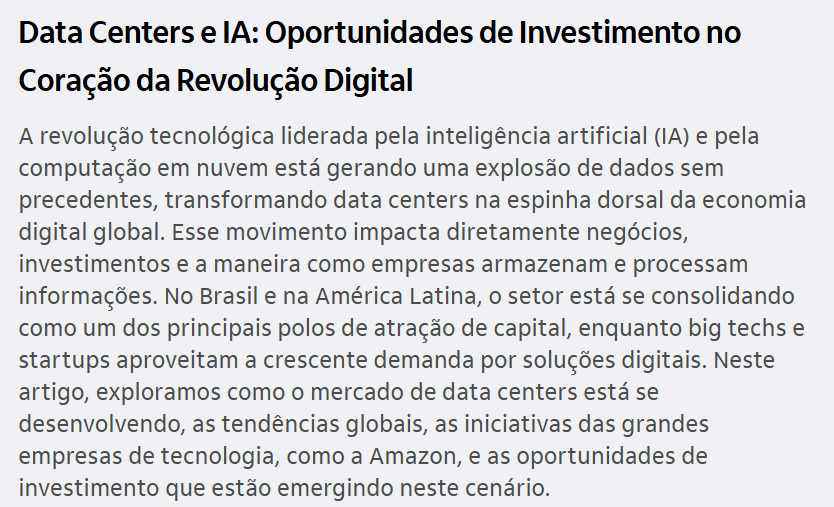 Data Centers e IA: Oportunidades de Investimento no
Coração da Revolução Digital
A revolução tecnológica liderada pela inteligência artificial (IA) e pela
computação em nuvem está gerando uma explosão de dados sem
precedentes, transformando data centers na espinha dorsal da economia
digital global. Esse movimento impacta diretamente negócios,
investimentos e a maneira como empresas armazenam e processam
informações. No Brasil e na América Latina, o setor está se consolidando
como um dos principais polos de atração de capital, enquanto big techs e
startups aproveitam a crescente demanda por soluções digitais. Neste
artigo, exploramos como o mercado de data centers está se
desenvolvendo, as tendências globais, as iniciativas das grandes
empresas de tecnologia, como a Amazon, e as oportunidades de
investimento que estão emergindo neste cenário.